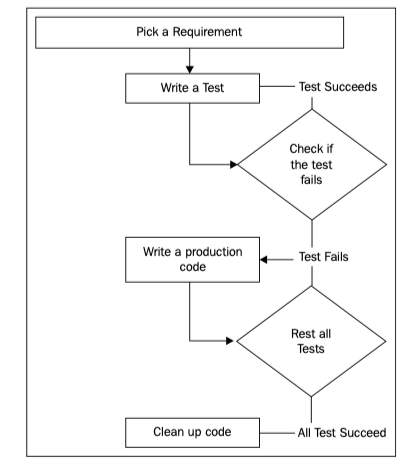 Pick a Requirement
Write a Test
Test Succeeds
Check if
the test
fails
Write a production
code
Test Fails
Rest all
Tests
Clean up code
All Test Succeed